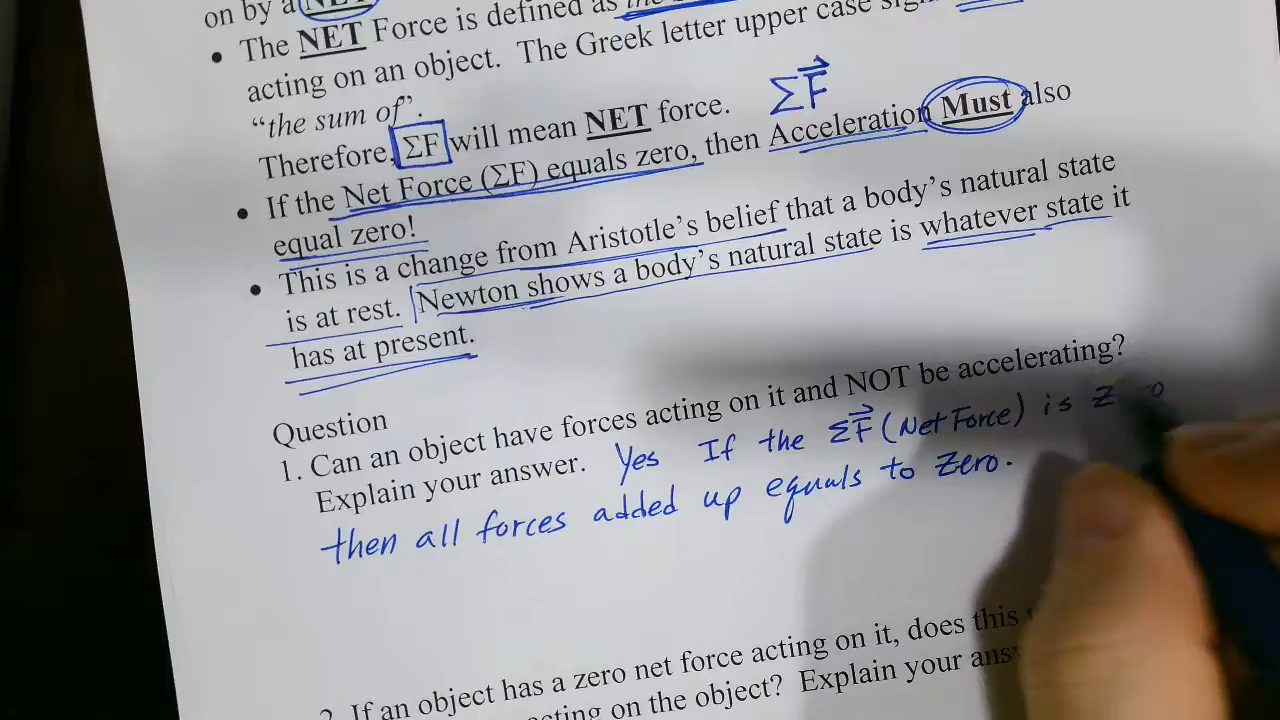 on by a NET
• The NET Force is defined as the
acting on an object. The Greek letter upper case
“the sum of”.
Therefore, ΣF will mean NET force. ΣF⃗
• If the Net Force (ΣF) equals zero, then Acceleration Must also
equal zero!
• This is a change from Aristotle’s belief that a body’s natural state
is at rest. Newton shows a body’s natural state is whatever state it
has at present.
Question
1. Can an object have forces acting on it and NOT be accelerating?
Explain your answer. Yes If the ΣF⃗ (Net Force) is
then all forces added up equals to zero.
2. If an object has a zero net force acting on it, does this
acting on the object? Explain your